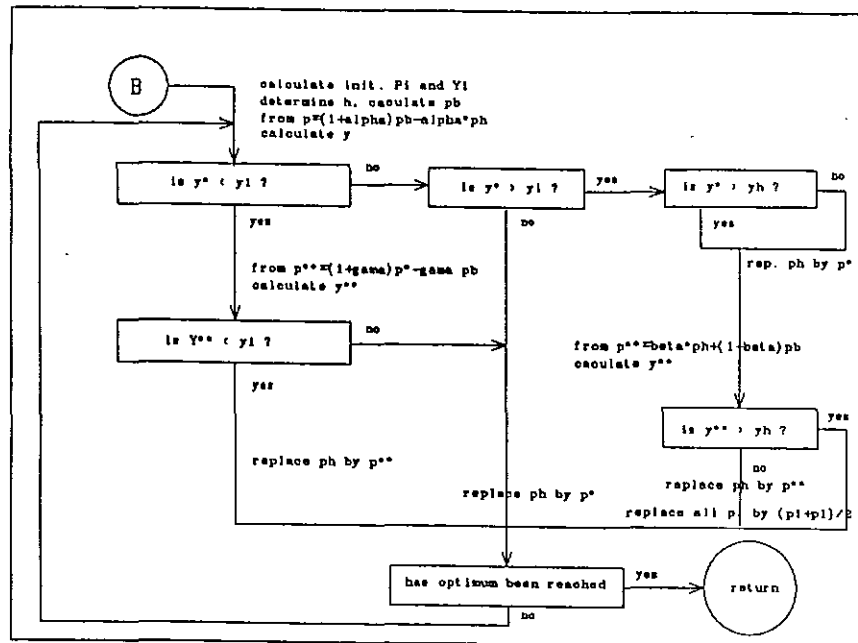 B
calculate init. Pi and Yi
determine h, caculate pb
from p=(1+alpha)pb-alpha*ph
calculate y
is y* < yl ?
no
is y* > yi ?
yes
is y* > yh ?
no
yes
no
yes
rep. ph by p*
from p**=(1+gama)p*-gama pb
calculate y**
is Y** < yl ?
no
from p**=beta*ph+(1-beta)pb
caculate y**
yes
is y** > yh ?
yes
no
replace ph by p**
replace ph by p**
replace ph by p*
replace all p. by (pi+pl)/2
has optimum been reached
yes
return
no